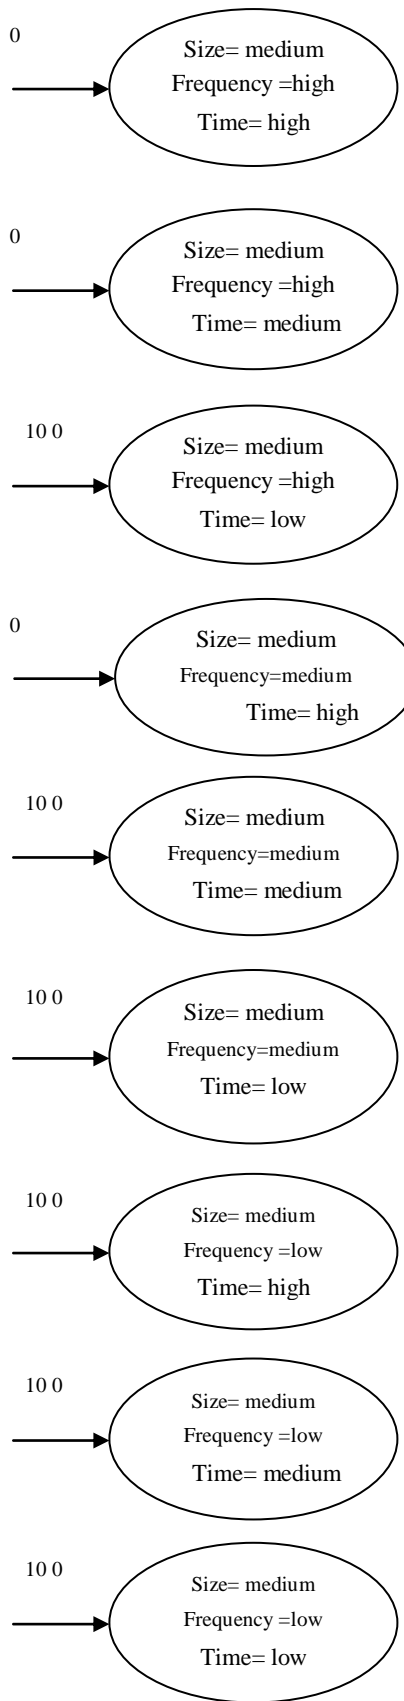 0
Size= medium
Frequency =high
Time= high
0
Size= medium
Frequency =high
Time= medium
10 0
Size= medium
Frequency =high
Time= low
0
Size= medium
Frequency=medium
Time= high
10 0
Size= medium
Frequency=medium
Time= medium
10 0
Size= medium
Frequency=medium
Time= low
10 0
Size= medium
Frequency =low
Time= high
10 0
Size= medium
Frequency =low
Time= medium
10 0
Size= medium
Frequency =low
Time= low